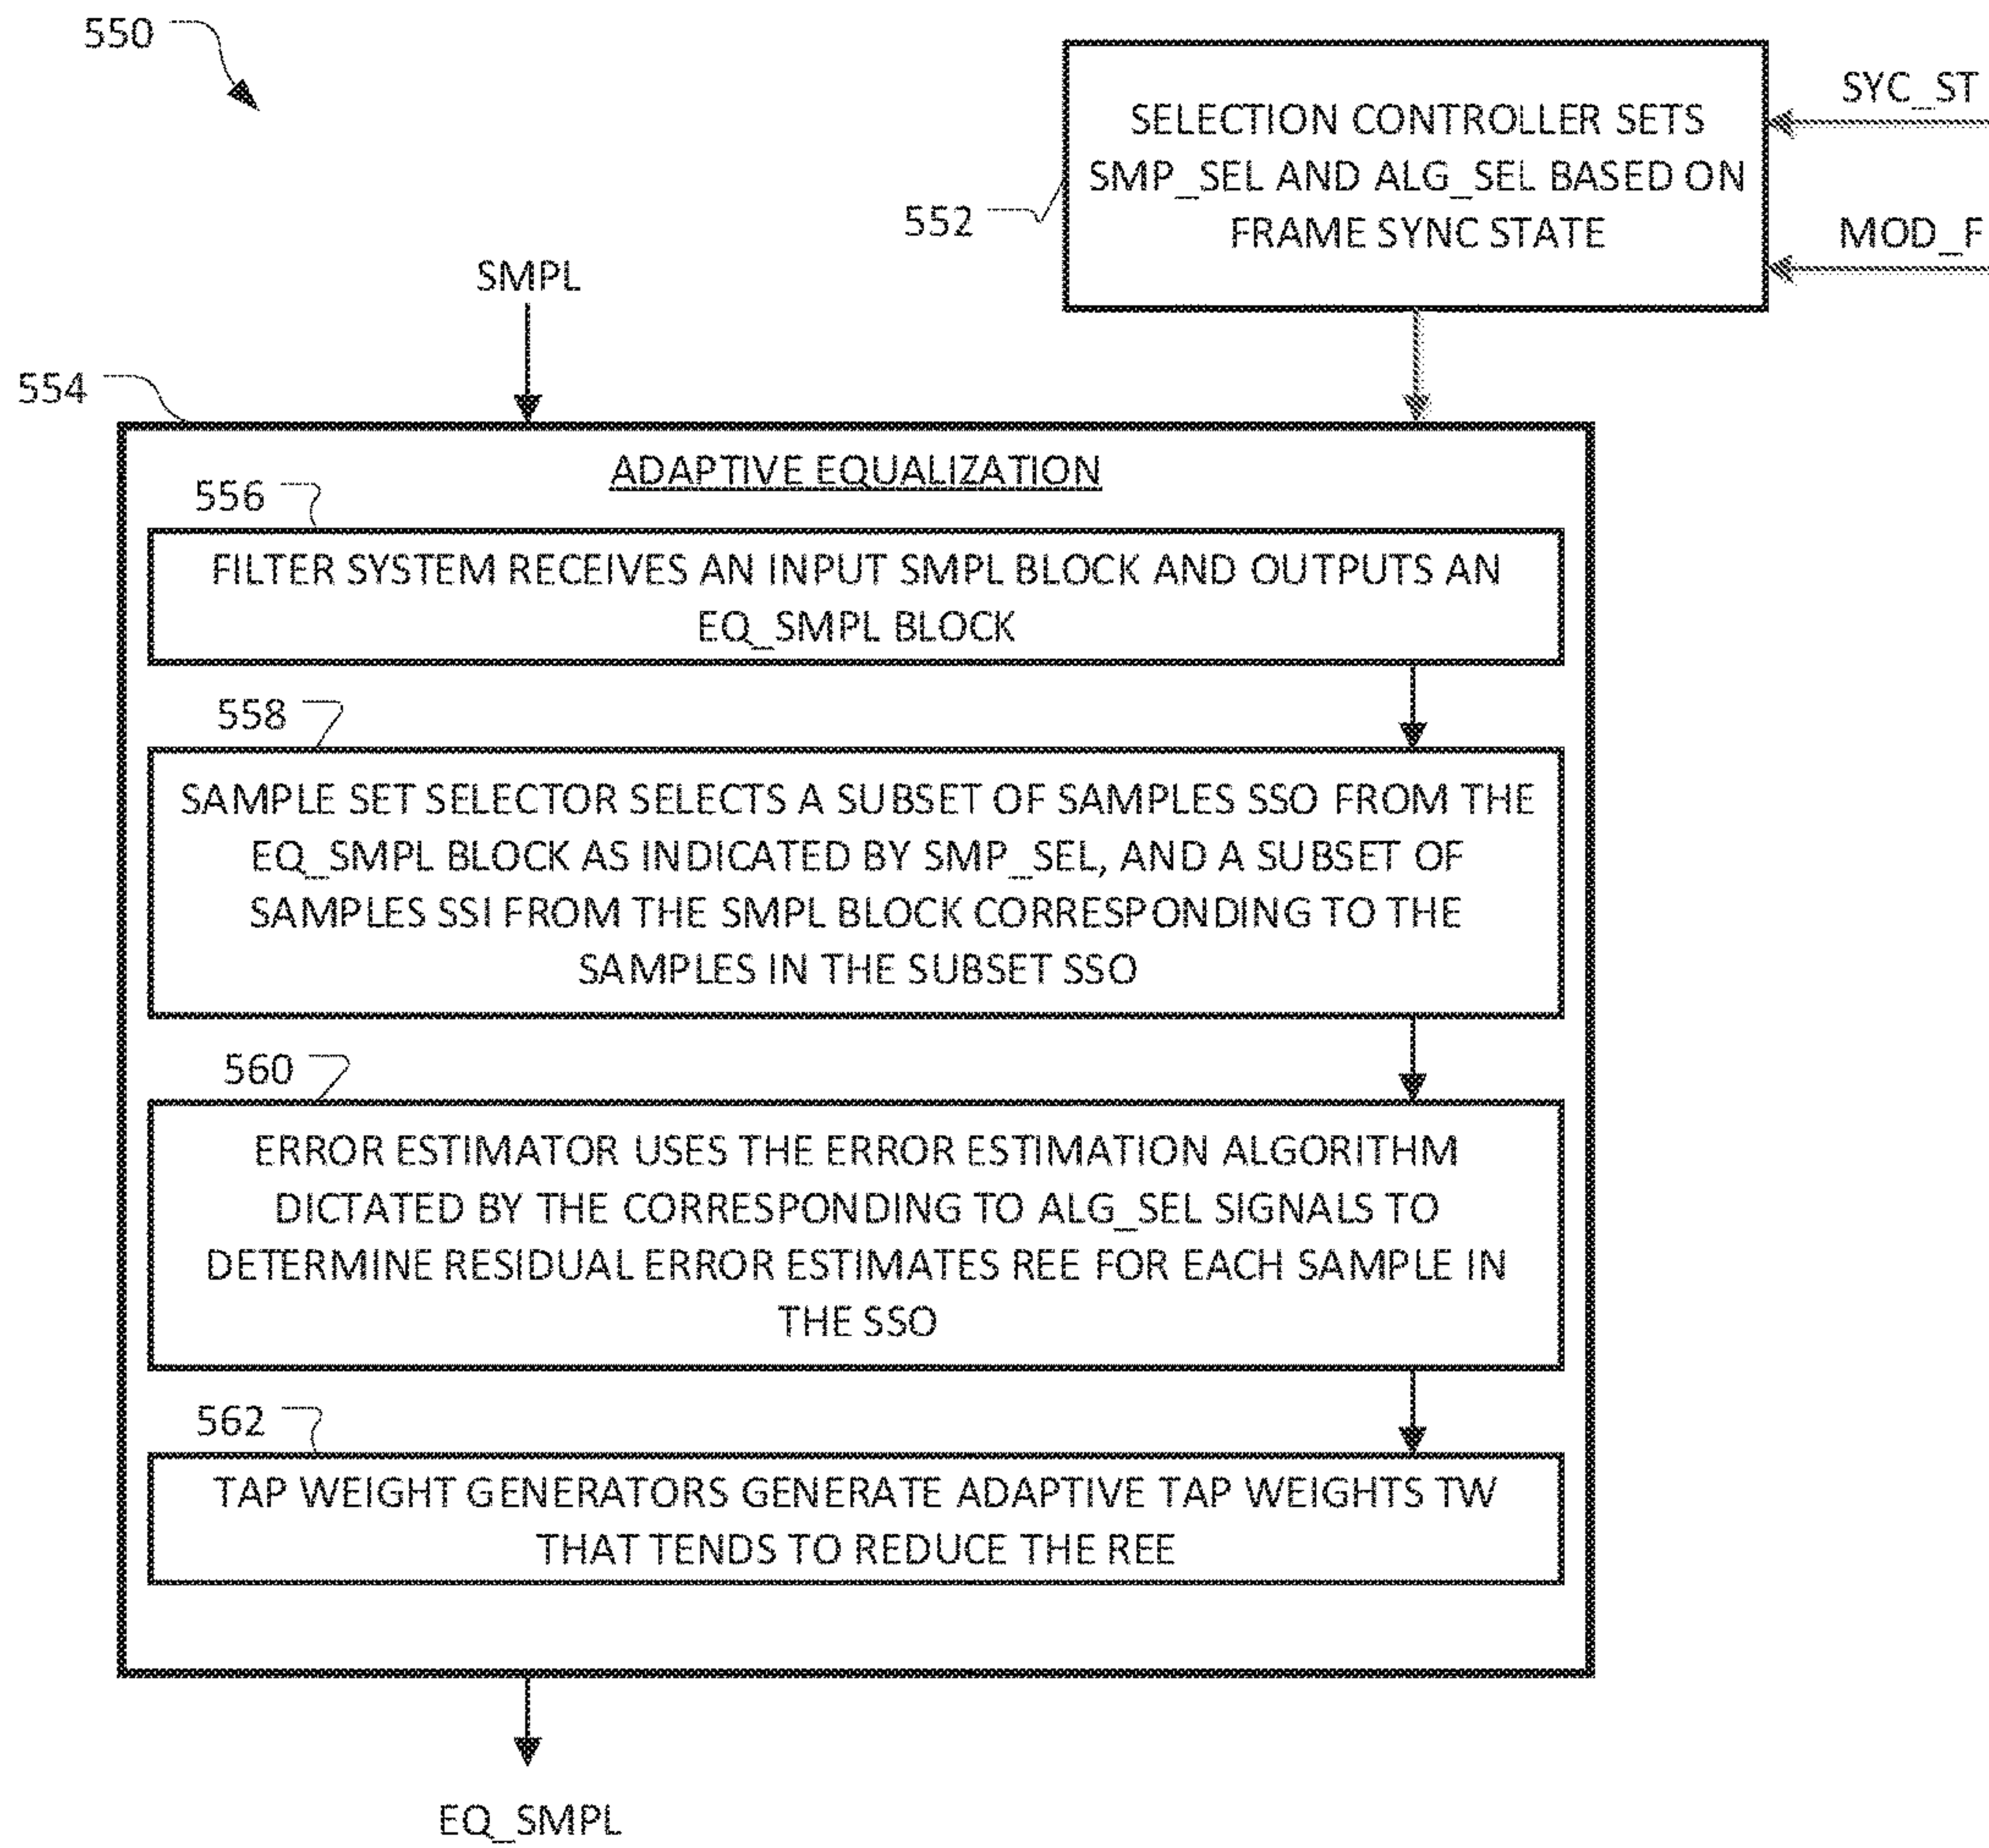 550
SELECTION CONTROLLER SETS
SMP_SEL AND ALG_SEL BASED ON
FRAME SYNC STATE
SYC_ST
MOD_F
552
SMPL
554
ADAPTIVE EQUALIZATION
556
FILTER SYSTEM RECEIVES AN INPUT SMPL BLOCK AND OUTPUTS AN
EQ_SMPL BLOCK
558
SAMPLE SET SELECTOR SELECTS A SUBSET OF SAMPLES SSO FROM THE
EQ_SMPL BLOCK AS INDICATED BY SMP_SEL, AND A SUBSET OF
SAMPLES SSI FROM THE SMPL BLOCK CORRESPONDING TO THE
SAMPLES IN THE SUBSET SSO
560
ERROR ESTIMATOR USES THE ERROR ESTIMATION ALGORITHM
DICTATED BY THE CORRESPONDING TO ALG_SEL SIGNALS TO
DETERMINE RESIDUAL ERROR ESTIMATES REE FOR EACH SAMPLE IN
THE SSO
562
TAP WEIGHT GENERATORS GENERATE ADAPTIVE TAP WEIGHTS TW
THAT TENDS TO REDUCE THE REE
EQ_SMPL